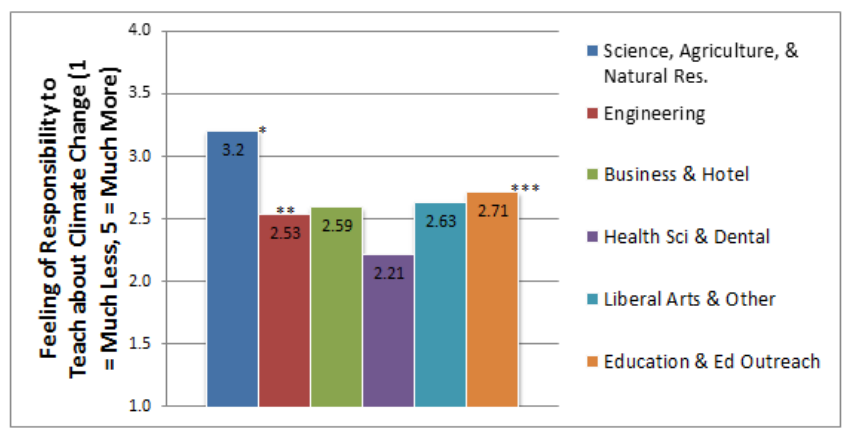 Feeling of Responsibility to
Teach about Climate Change (1
= Much Less, 5 = Much More)
4.0
3.5
3.0
2.5
2.0
1.5
1.0
3.2
*
2.53
**
2.59
2.21
2.63
2.71
***
Science, Agriculture, &
Natural Res.
Engineering
Business & Hotel
Health Sci & Dental
Liberal Arts & Other
Education & Ed Outreach